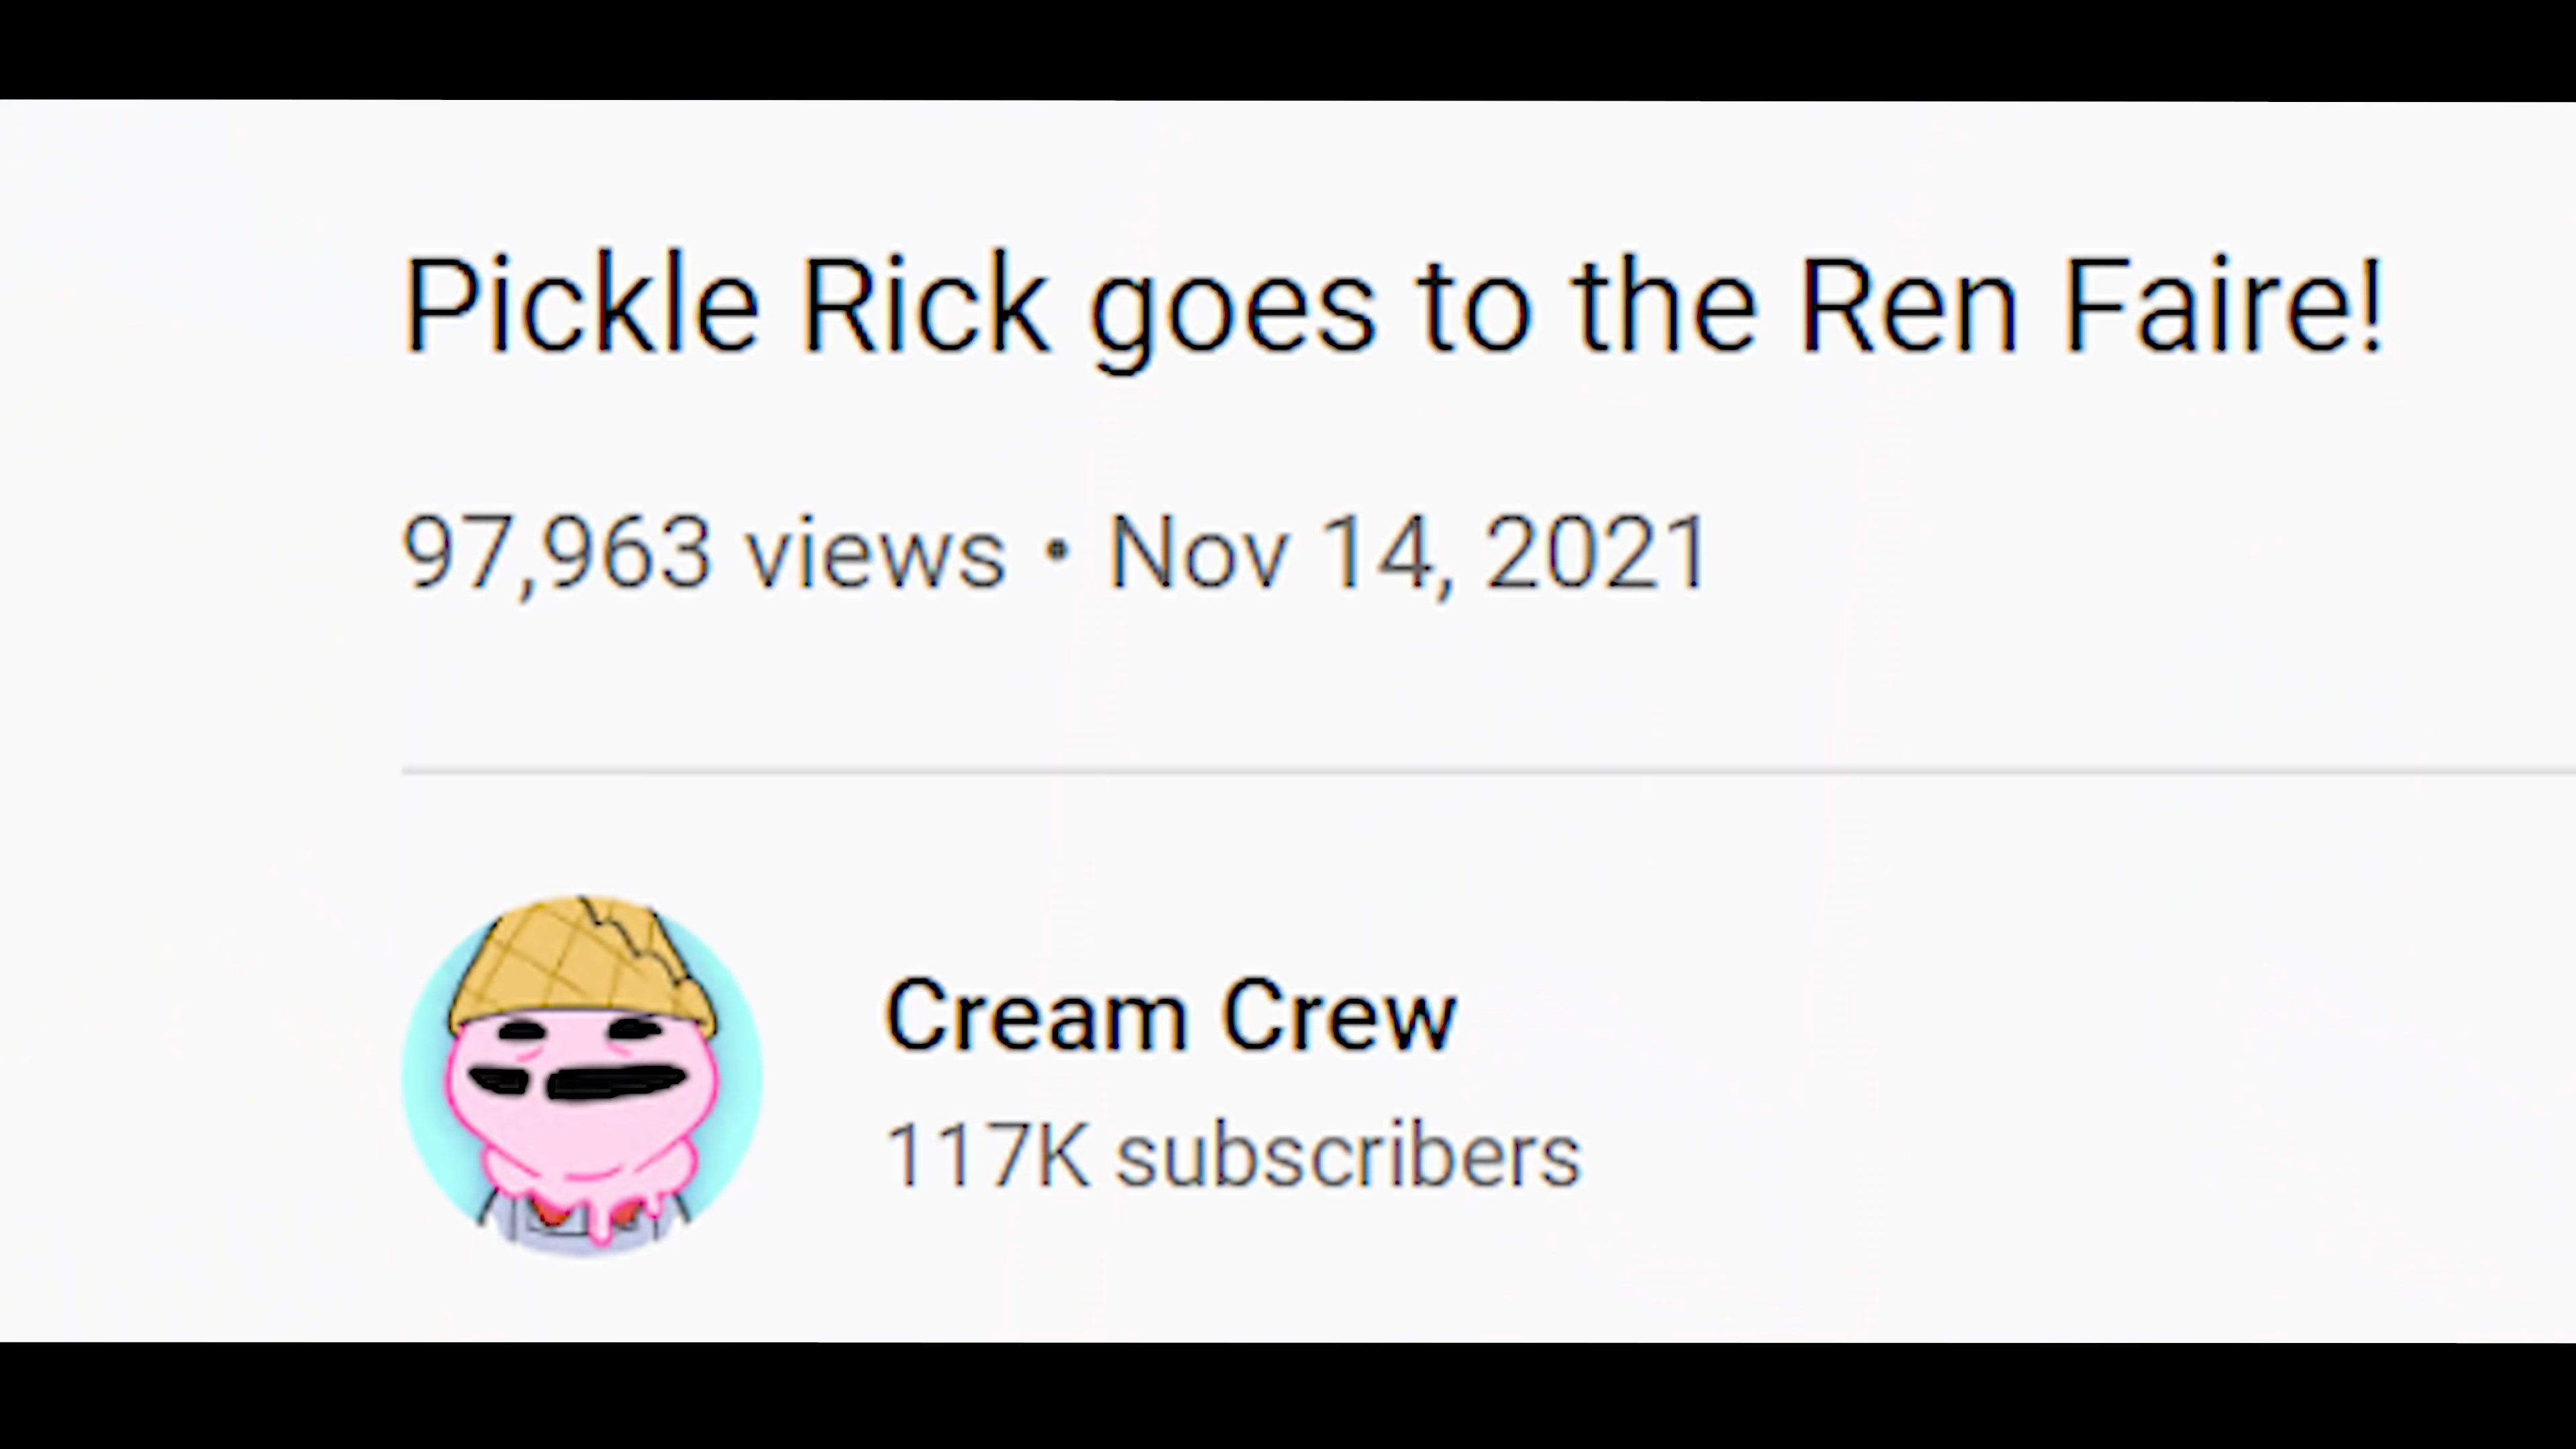 Pickle Rick goes to the Ren Faire!
97,963 views • Nov 14, 2021
Cream Crew
117K subscribers